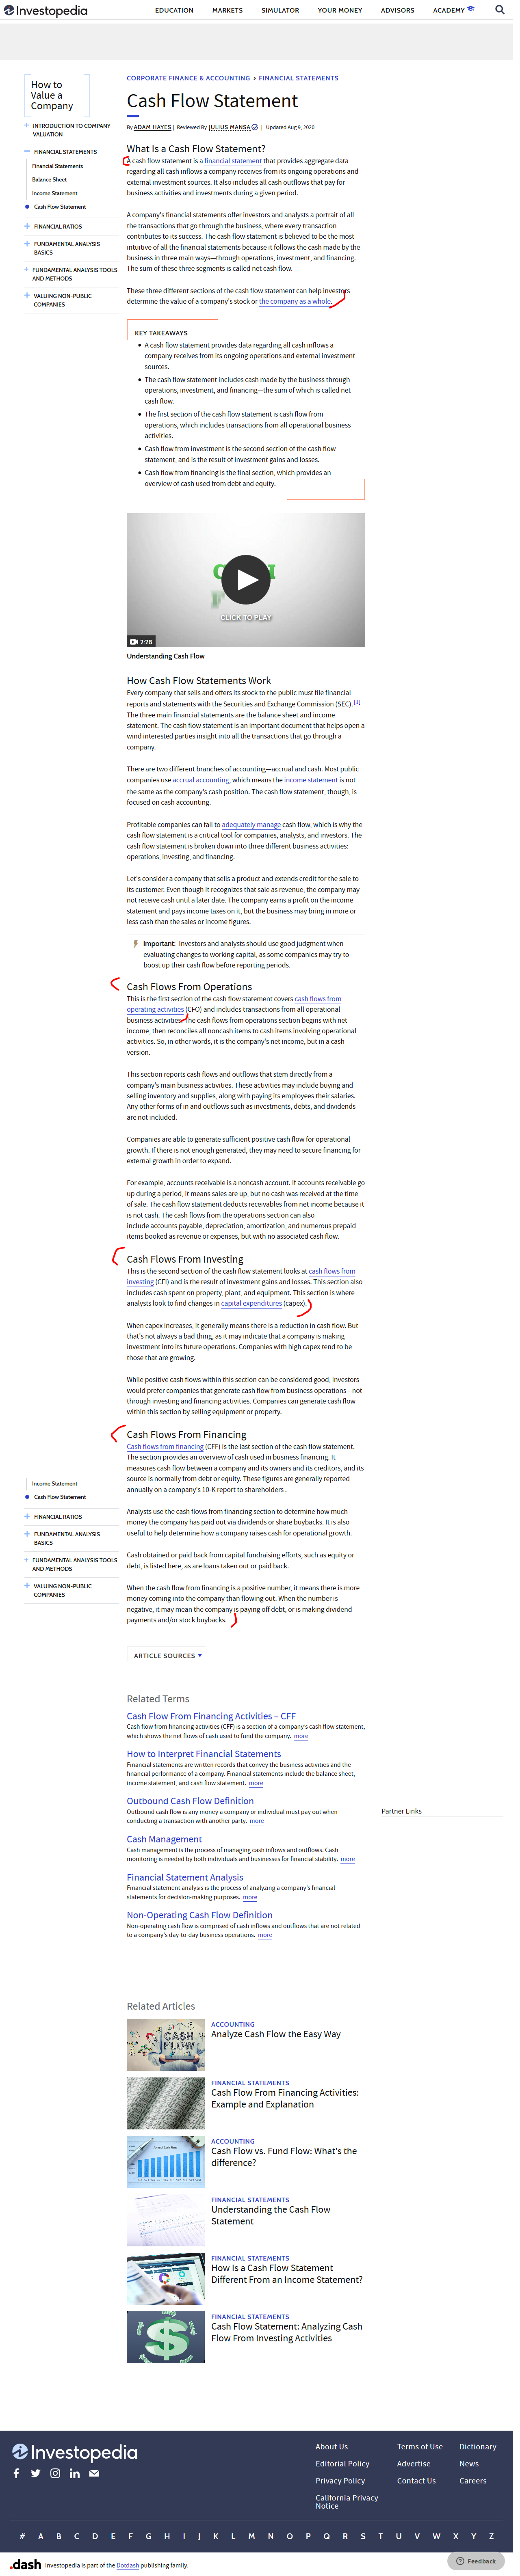 Investopedia
EDUCATION MARKETS SIMULATOR YOUR MONEY ADVISORS ACADEMY
How to
Value a
Company
INTRODUCTION TO COMPANY
VALUATION
FINANCIAL STATEMENTS
Financial Statements
Balance Sheet
Income Statement
Cash Flow Statement
FINANCIAL RATIOS
FUNDAMENTAL ANALYSIS
BASICS
FUNDAMENTAL ANALYSIS TOOLS
AND METHODS
VALUING NON-PUBLIC
COMPANIES
CORPORATE FINANCE & ACCOUNTING > FINANCIAL STATEMENTS
Cash Flow Statement
By ADAM HAYES | Reviewed By JULIUS MANSA | Updated Aug 9, 2020
What Is a Cash Flow Statement?
A cash flow statement is a financial statement that provides aggregate data
regarding all cash inflows a company receives from its ongoing operations and
external investment sources. It also includes all cash outflows that pay for
business activities and investments during a given period.
A company's financial statements offer investors and analysts a portrait of all
the transactions that go through the business, where every transaction
contributes to its success. The cash flow statement is believed to be the most
intuitive of all the financial statements because it follows the cash made by the
business in three main ways—through operations, investment, and financing.
The sum of these three segments is called net cash flow.
These three different sections of the cash flow statement can help investors
determine the value of a company's stock or the company as a whole.
KEY TAKEAWAYS
A cash flow statement provides data regarding all cash inflows a
company receives from its ongoing operations and external investment
sources.
The cash flow statement includes cash made by the business through
operations, investment, and financing—the sum of which is called net
cash flow.
The first section of the cash flow statement is cash flow from
operations, which includes transactions from all operational business
activities.
Cash flow from investment is the second section of the cash flow
statement, and is the result of investment gains and losses.
Cash flow from financing is the final section, which provides an
overview of cash used from debt and equity.
CLICK TO PLAY
2:28
Understanding Cash Flow
How Cash Flow Statements Work
Every company that sells and offers its stock to the public must file financial
reports and statements with the Securities and Exchange Commission (SEC).[1]
The three main financial statements are the balance sheet and income
statement. The cash flow statement is an important document that helps open a
wind interested parties insight into all the transactions that go through a
company.
There are two different branches of accounting—accrual and cash. Most public
companies use accrual accounting, which means the income statement is not
the same as the company's cash position. The cash flow statement, though, is
focused on cash accounting.
Profitable companies can fail to adequately manage cash flow, which is why the
cash flow statement is a critical tool for companies, analysts, and investors. The
cash flow statement is broken down into three different business activities:
operations, investing, and financing.
Let's consider a company that sells a product and extends credit for the sale to
its customer. Even though it recognizes that sale as revenue, the company may
not receive cash until a later date. The company earns a profit on the income
statement and pays income taxes on it, but the business may bring in more or
less cash than the sales or income figures.
Important: Investors and analysts should use good judgment when
evaluating changes to working capital, as some companies may try to
boost up their cash flow before reporting periods.
Cash Flows From Operations
This is the first section of the cash flow statement covers cash flows from
operating activities (CFO) and includes transactions from all operational
business activities. The cash flows from operations section begins with net
income, then reconciles all noncash items to cash items involving operational
activities. So, in other words, it is the company's net income, but in a cash
version.
This section reports cash flows and outflows that stem directly from a
company's main business activities. These activities may include buying and
selling inventory and supplies, along with paying its employees their salaries.
Any other forms of in and outflows such as investments, debts, and dividends
are not included.
Companies are able to generate sufficient positive cash flow for operational
growth. If there is not enough generated, they may need to secure financing for
external growth in order to expand.
For example, accounts receivable is a noncash account. If accounts receivable go
up during a period, it means sales are up, but no cash was received at the time
of sale. The cash flow statement deducts receivables from net income because it
is not cash. The cash flows from the operations section can also
include accounts payable, depreciation, amortization, and numerous prepaid
items booked as revenue or expenses, but with no associated cash flow.
Cash Flows From Investing
This is the second section of the cash flow statement looks at cash flows from
investing (CFI) and is the result of investment gains and losses. This section also
includes cash spent on property, plant, and equipment. This section is where
analysts look to find changes in capital expenditures (capex).
When capex increases, it generally means there is a reduction in cash flow. But
that's not always a bad thing, as it may indicate that a company is making
investment into its future operations. Companies with high capex tend to be
those that are growing.
While positive cash flows within this section can be considered good, investors
would prefer companies that generate cash flow from business operations—not
through investing and financing activities. Companies can generate cash flow
within this section by selling equipment or property.
Cash Flows From Financing
Cash flows from financing (CFF) is the last section of the cash flow statement.
The section provides an overview of cash used in business financing. It
measures cash flow between a company and its owners and its creditors, and its
source is normally from debt or equity. These figures are generally reported
annually on a company's 10-K report to shareholders .
Analysts use the cash flows from financing section to determine how much
money the company has paid out via dividends or share buybacks. It is also
useful to help determine how a company raises cash for operational growth.
Cash obtained or paid back from capital fundraising efforts, such as equity or
debt, is listed here, as are loans taken out or paid back.
When the cash flow from financing is a positive number, it means there is more
money coming into the company than flowing out. When the number is
negative, it may mean the company is paying off debt, or is making dividend
payments and/or stock buybacks.
Income Statement
Cash Flow Statement
FINANCIAL RATIOS
FUNDAMENTAL ANALYSIS
BASICS
FUNDAMENTAL ANALYSIS TOOLS
AND METHODS
VALUING NON-PUBLIC
COMPANIES
ARTICLE SOURCES
Related Terms
Cash Flow From Financing Activities – CFF
Cash flow from financing activities (CFF) is a section of a company's cash flow statement,
which shows the net flows of cash used to fund the company. more
How to Interpret Financial Statements
Financial statements are written records that convey the business activities and the
financial performance of a company. Financial statements include the balance sheet,
income statement, and cash flow statement. more
Outbound Cash Flow Definition
Outbound cash flow is any money a company or individual must pay out when
conducting a transaction with another party. more
Partner Links
Cash Management
Cash management is the process of managing cash inflows and outflows. Cash
monitoring is needed by both individuals and businesses for financial stability. more
Financial Statement Analysis
Financial statement analysis is the process of analyzing a company's financial
statements for decision-making purposes. more
Non-Operating Cash Flow Definition
Non-operating cash flow is comprised of cash inflows and outflows that are not related
to a company's day-to-day business operations. more
Related Articles
CASH
FLOW
ACCOUNTING
Analyze Cash Flow the Easy Way
FINANCIAL STATEMENTS
Cash Flow From Financing Activities:
Example and Explanation
ACCOUNTING
Cash Flow vs. Fund Flow: What's the
difference?
FINANCIAL STATEMENTS
Understanding the Cash Flow
Statement
FINANCIAL STATEMENTS
How Is a Cash Flow Statement
Different From an Income Statement?
FINANCIAL STATEMENTS
Cash Flow Statement: Analyzing Cash
Flow From Investing Activities
Investopedia
About Us Terms of Use Dictionary
Editorial Policy Advertise News
Privacy Policy Contact Us Careers
California Privacy
Notice
# A B C D E F G H I J K L M N O P Q R S T U V W X Y Z
.dash Investopedia is part of the Dotdash publishing family.
Feedback